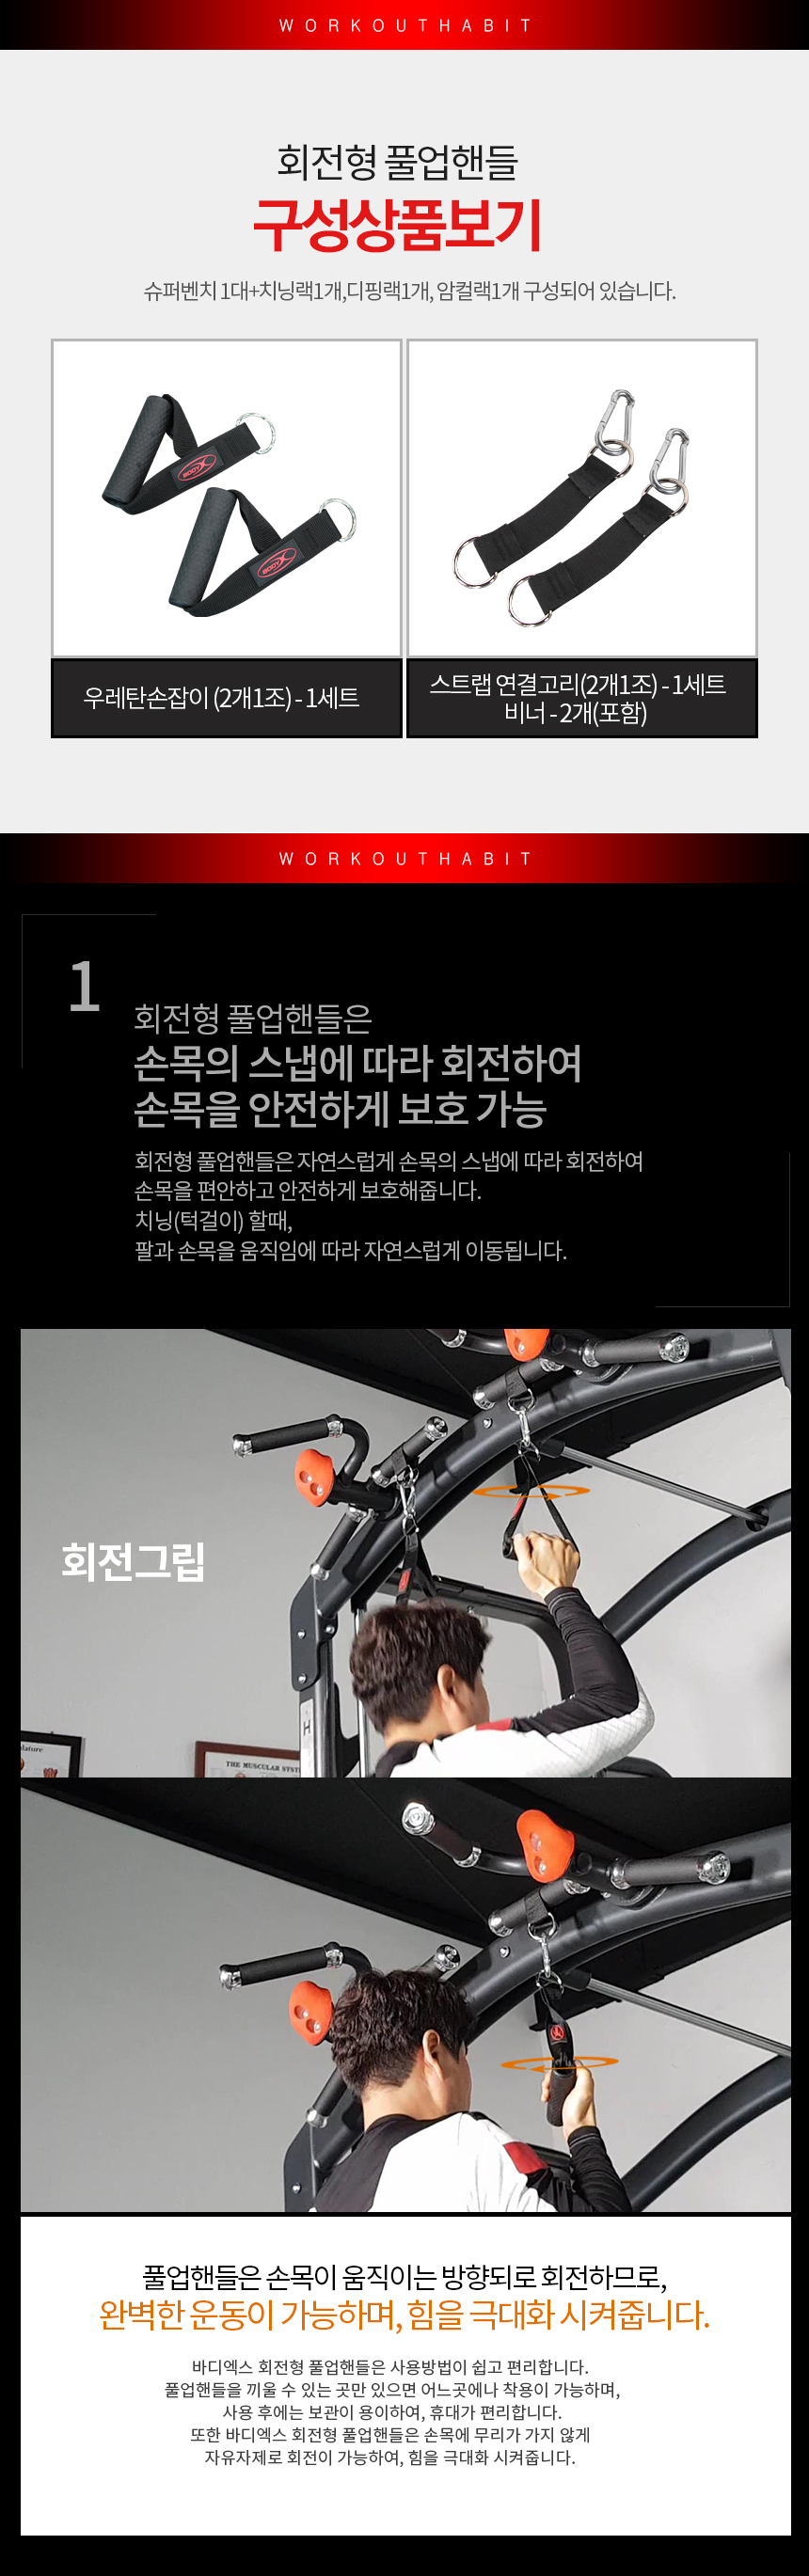 WORKOUTHABIT
회전형 풀업핸들
구성상품보기
슈퍼벤치 1대+치닝랙1개,디핑랙1개, 암컬랙1개 구성되어 있습니다.
BODYX
BODYX
우레탄손잡이 (2개1조) - 1세트
스트랩 연결고리(2개1조) - 1세트
비너 - 2개(포함)
WORKOUTHABIT
1
회전형 풀업핸들은
손목의 스냅에 따라 회전하여
손목을 안전하게 보호 가능
회전형 풀업핸들은 자연스럽게 손목의 스냅에 따라 회전하여
손목을 편안하고 안전하게 보호해줍니다.
치닝(턱걸이) 할때,
팔과 손목을 움직임에 따라 자연스럽게 이동됩니다.
회전그립
H
THE MUSCULAR SYST
풀업핸들은 손목이 움직이는 방향되로 회전하므로,
완벽한 운동이 가능하며, 힘을 극대화 시켜줍니다.
바디엑스 회전형 풀업핸들은 사용방법이 쉽고 편리합니다.
풀업핸들을 끼울 수 있는 곳만 있으면 어느곳에나 착용이 가능하며,
사용 후에는 보관이 용이하여, 휴대가 편리합니다.
또한 바디엑스 회전형 풀업핸들은 손목에 무리가 가지 않게
자유자제로 회전이 가능하여, 힘을 극대화 시켜줍니다.